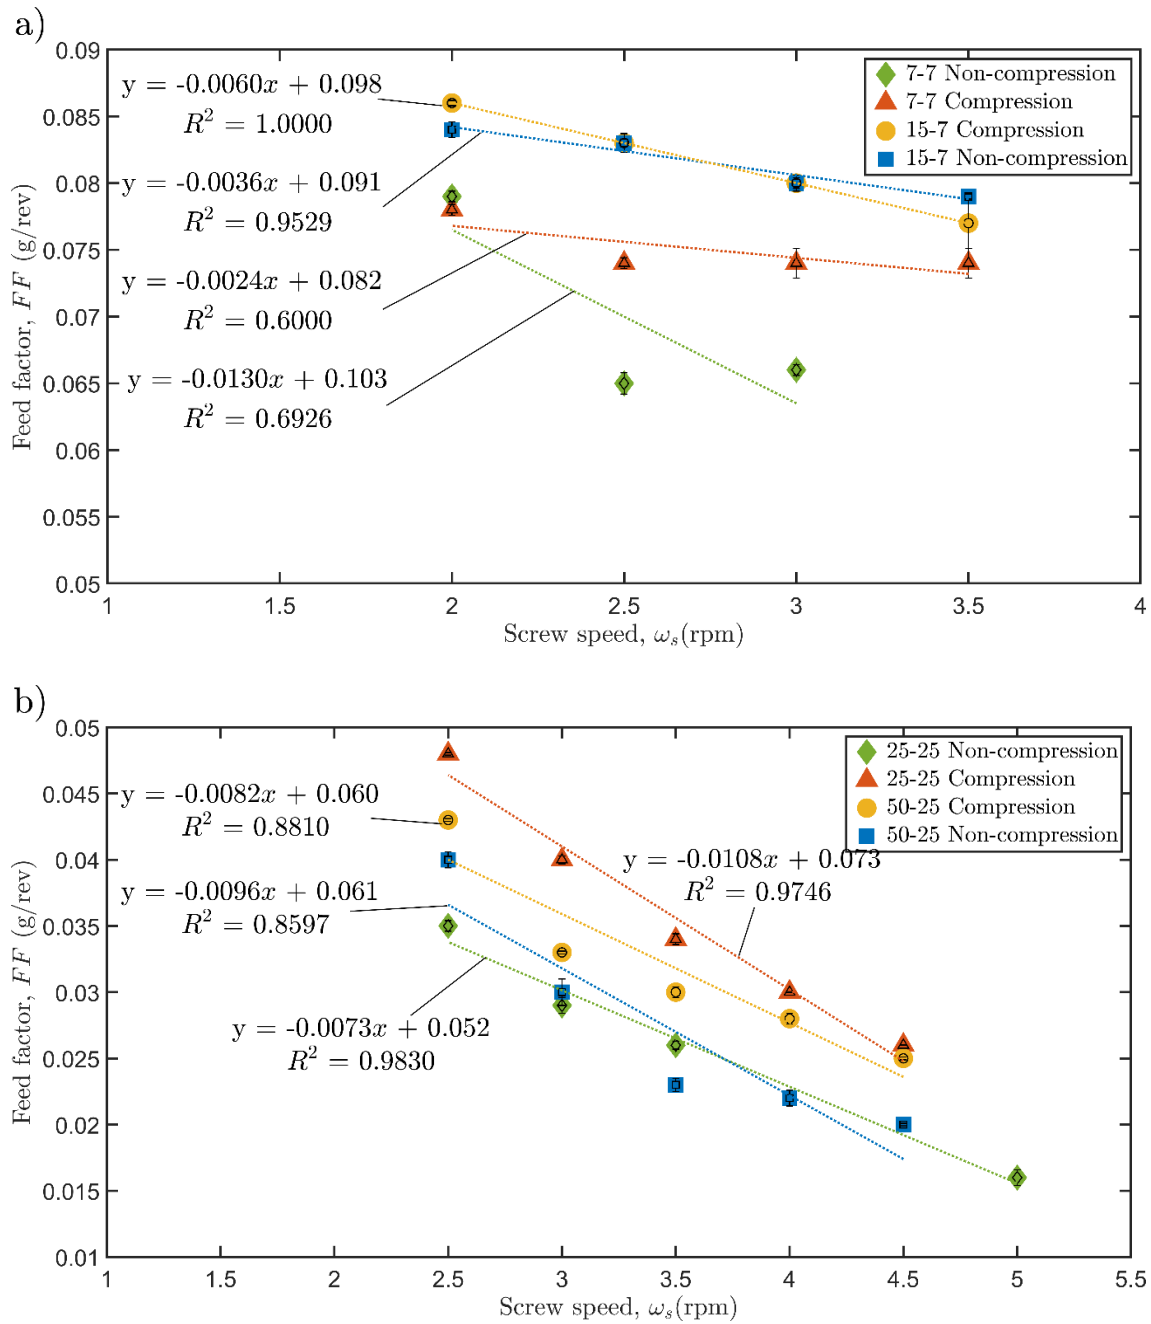 a)
0.09
0.085
0.08
0.075
0.07
0.065
0.06
0.055
0.05
Feed factor, FF (g/rev)
y = -0.0060x + 0.098
R² = 1.0000
y = -0.0036x + 0.091
R² = 0.9529
y = -0.0024x + 0.082
R² = 0.6000
y = -0.0130x + 0.103
R² = 0.6926
7-7 Non-compression
7-7 Compression
15-7 Compression
15-7 Non-compression
1 1.5 2 2.5 3 3.5 4
Screw speed, ωₛ(rpm)
b)
0.05
0.045
0.04
0.035
0.03
0.025
0.02
0.015
0.01
Feed factor, FF (g/rev)
25-25 Non-compression
25-25 Compression
50-25 Compression
50-25 Non-compression
y = -0.0082x + 0.060
R² = 0.8810
y = -0.0108x + 0.073
R² = 0.9746
y = -0.0096x + 0.061
R² = 0.8597
y = -0.0073x + 0.052
R² = 0.9830
1 1.5 2 2.5 3 3.5 4 4.5 5 5.5
Screw speed, ωₛ(rpm)